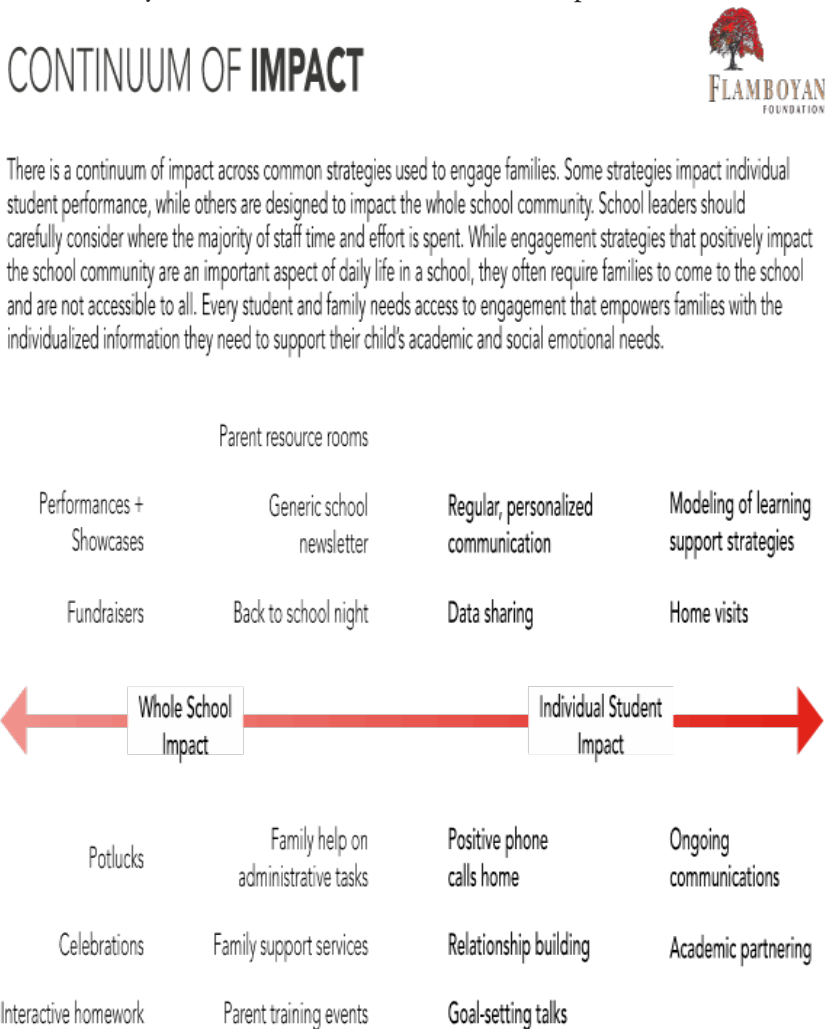 CONTINUUM OF IMPACT
FLAMBOYAN
FOUNDATION
There is a continuum of impact across common strategies used to engage families. Some strategies impact individual
student performance, while others are designed to impact the whole school community. School leaders should
carefully consider where the majority of staff time and effort is spent. While engagement strategies that positively impact
the school community are an important aspect of daily life in a school, they often require families to come to the school
and are not accessible to all. Every student and family needs access to engagement that empowers families with the
individualized information they need to support their child's academic and social emotional needs.
Parent resource rooms
Performances +
Showcases
Generic school
newsletter
Regular, personalized
communication
Modeling of learning
support strategies
Fundraisers
Back to school night
Data sharing
Home visits
Whole School
Impact
Individual Student
Impact
Potlucks
Family help on
administrative tasks
Positive phone
calls home
Ongoing
communications
Celebrations
Family support services
Relationship building
Academic partnering
Interactive homework
Parent training events
Goal-setting talks